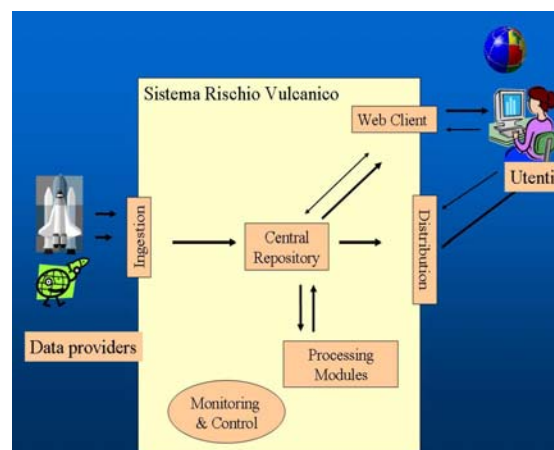 Sistema Rischio Vulcanico
Web Client
Utenti
Ingestion
Central
Repository
Distribution
Data providers
Processing
Modules
Monitoring
& Control